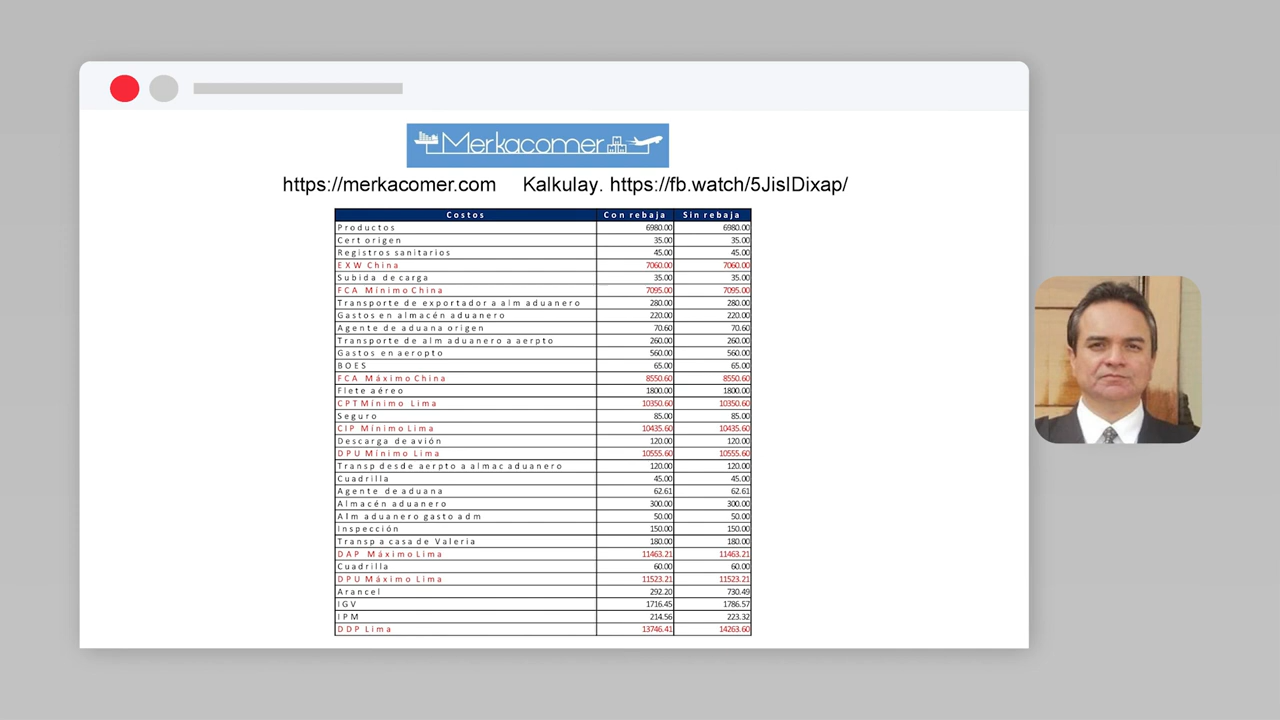 Merkacomer
https://merkacomer.com Kalkulay. https://fb.watch/5JisIDixap/
Costos Con rebaja Sin rebaja
Productos 6980.00 6980.00
Cert origen 35.00 35.00
Registros sanitarios 45.00 45.00
EXW China 7060.00 7060.00
Subida de carga 35.00 35.00
FCA Mínimo China 7095.00 7095.00
Transporte de exportador a alm aduanero 280.00 280.00
Gastos en almacén aduanero 220.00 220.00
Agente de aduana origen 70.60 70.60
Transporte de alm aduanero a aerpto 260.00 260.00
Gastos en aeropto 560.00 560.00
BOES 65.00 65.00
FCA Máximo China 8550.60 8550.60
Flete aéreo 1800.00 1800.00
CPT Mínimo Lima 10350.60 10350.60
Seguro 85.00 85.00
CIP Mínimo Lima 10435.60 10435.60
Descarga de avión 120.00 120.00
DPU Mínimo Lima 10555.60 10555.60
Transp desde aerpto a almac aduanero 120.00 120.00
Cuadrilla 45.00 45.00
Agente de aduana 62.61 62.61
Almacén aduanero 300.00 300.00
Alm aduanero gasto adm 50.00 50.00
Inspección 150.00 150.00
Transp a casa de Valeria 180.00 180.00
DAP Máximo Lima 11463.21 11463.21
Cuadrilla 60.00 60.00
DPU Máximo Lima 11523.21 11523.21
Arancel 292.20 730.49
IGV 1716.45 1786.57
IPM 214.56 223.32
DDP Lima 13746.41 14263.60